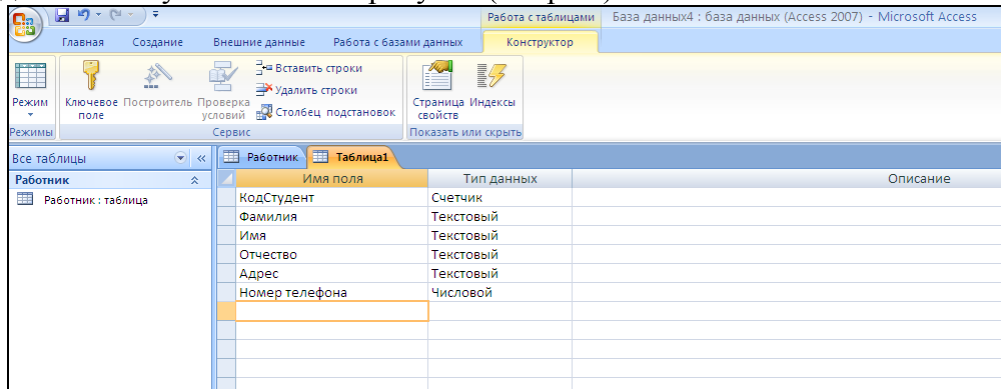 Работа с таблицами База данных4 : база данных (Access 2007) - Microsoft Access
Главная Создание Внешние данные Работа с базами данных Конструктор
Режим
Ключевое поле
Построитель
Проверка условий
Вставить строки
Удалить строки
Столбец подстановок
Страница свойств
Индексы
Режимы Сервис Показать или скрыть
Все таблицы
Работник
Работник : таблица
Работник Таблица1
Имя поля Тип данных Описание
КодСтудент Счетчик
Фамилия Текстовый
Имя Текстовый
Отчество Текстовый
Адрес Текстовый
Номер телефона Числовой